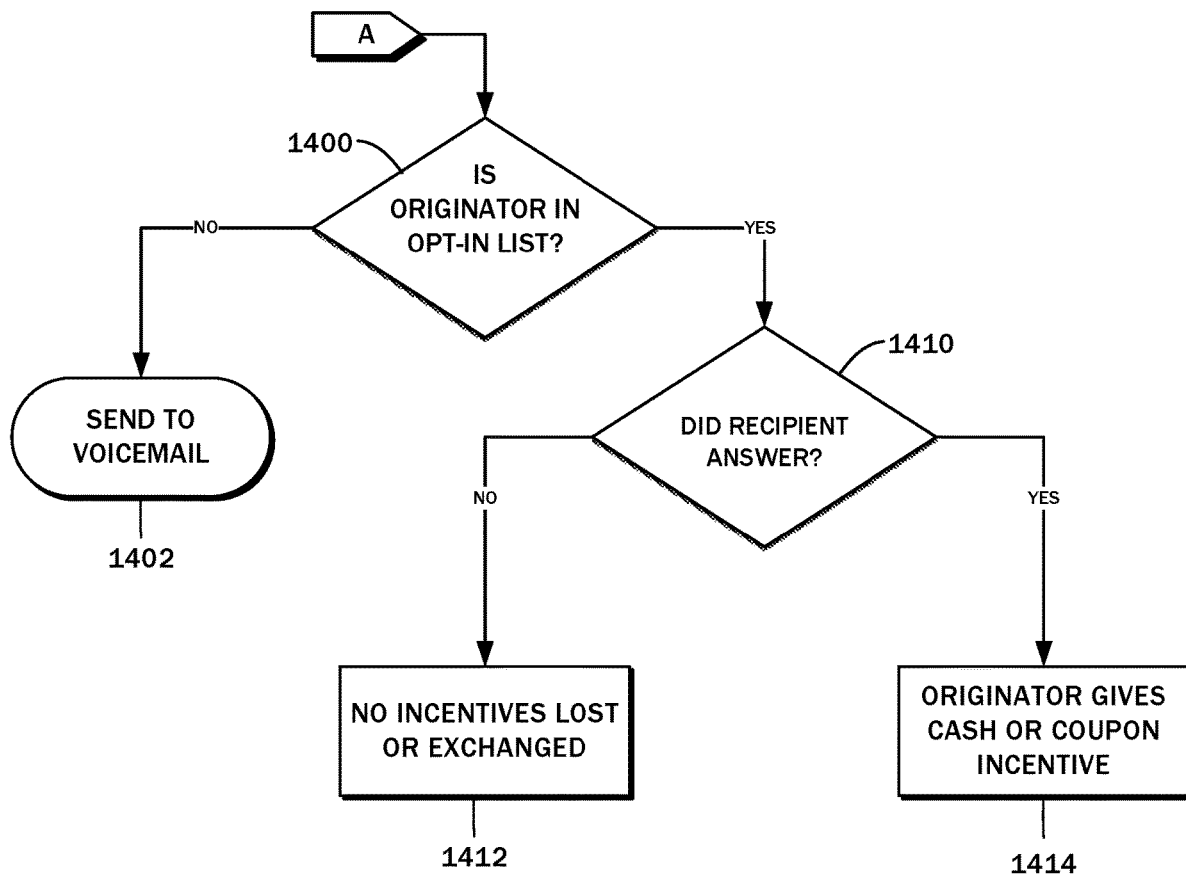 A
1400
IS
ORIGINATOR IN
OPT-IN LIST?
NO
YES
SEND TO
VOICEMAIL
1402
1410
DID RECIPIENT
ANSWER?
NO
YES
NO INCENTIVES LOST
OR EXCHANGED
1412
ORIGINATOR GIVES
CASH OR COUPON
INCENTIVE
1414